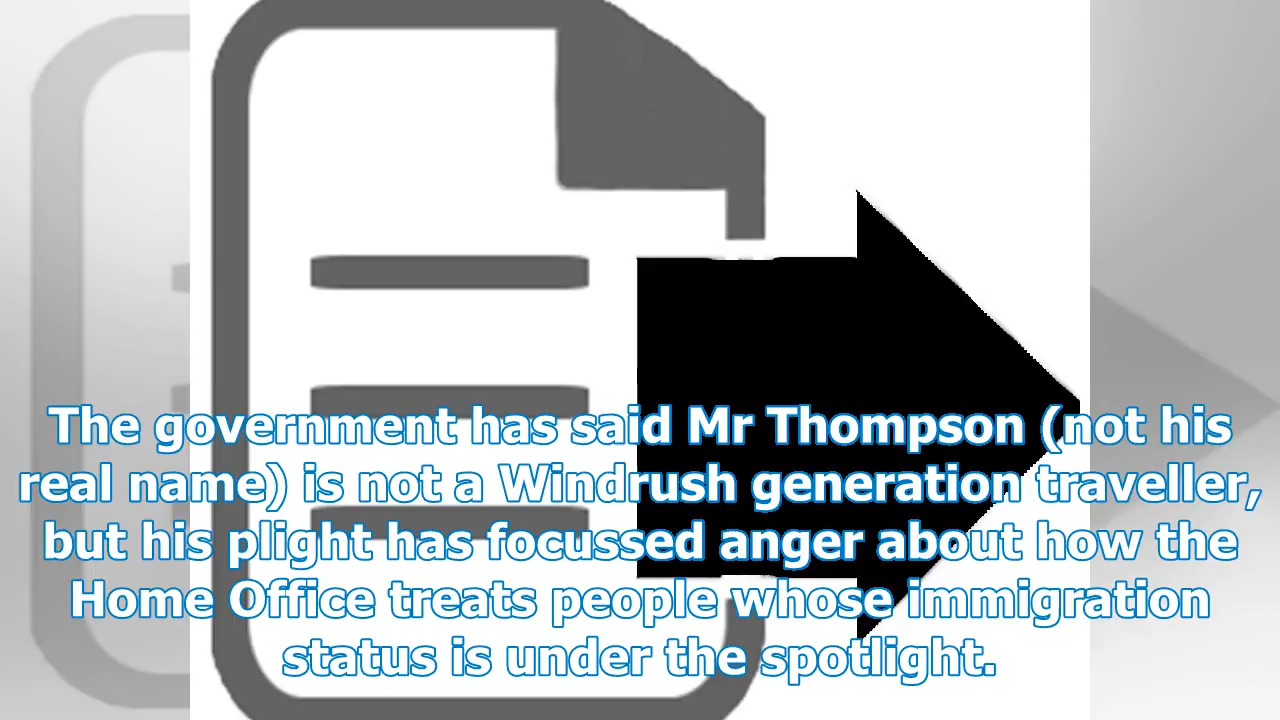 The government has said Mr Thompson (not his
real name) is not a Windrush generation traveller,
but his plight has focussed anger about how the
Home Office treats people whose immigration
status is under the spotlight.